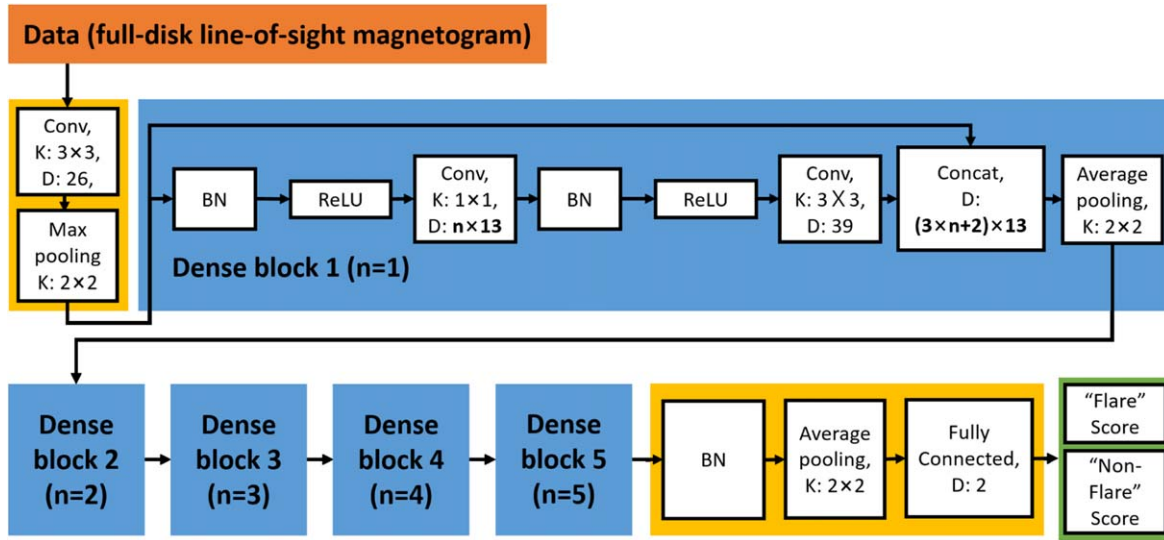 Data (full-disk line-of-sight magnetogram)
Conv,
K: 3×3,
D: 26,
Max
pooling
K: 2×2
BN
ReLU
Conv,
K: 1×1,
D: n×13
BN
ReLU
Conv,
K: 3╳3,
D: 39
Concat,
D:
(3×n+2)×13
Average
pooling,
K: 2×2
Dense block 1 (n=1)
Dense
block 2
(n=2)
Dense
block 3
(n=3)
Dense
block 4
(n=4)
Dense
block 5
(n=5)
BN
Average
pooling,
K: 2×2
Fully
Connected,
D: 2
“Flare”
Score
“Non-
Flare”
Score